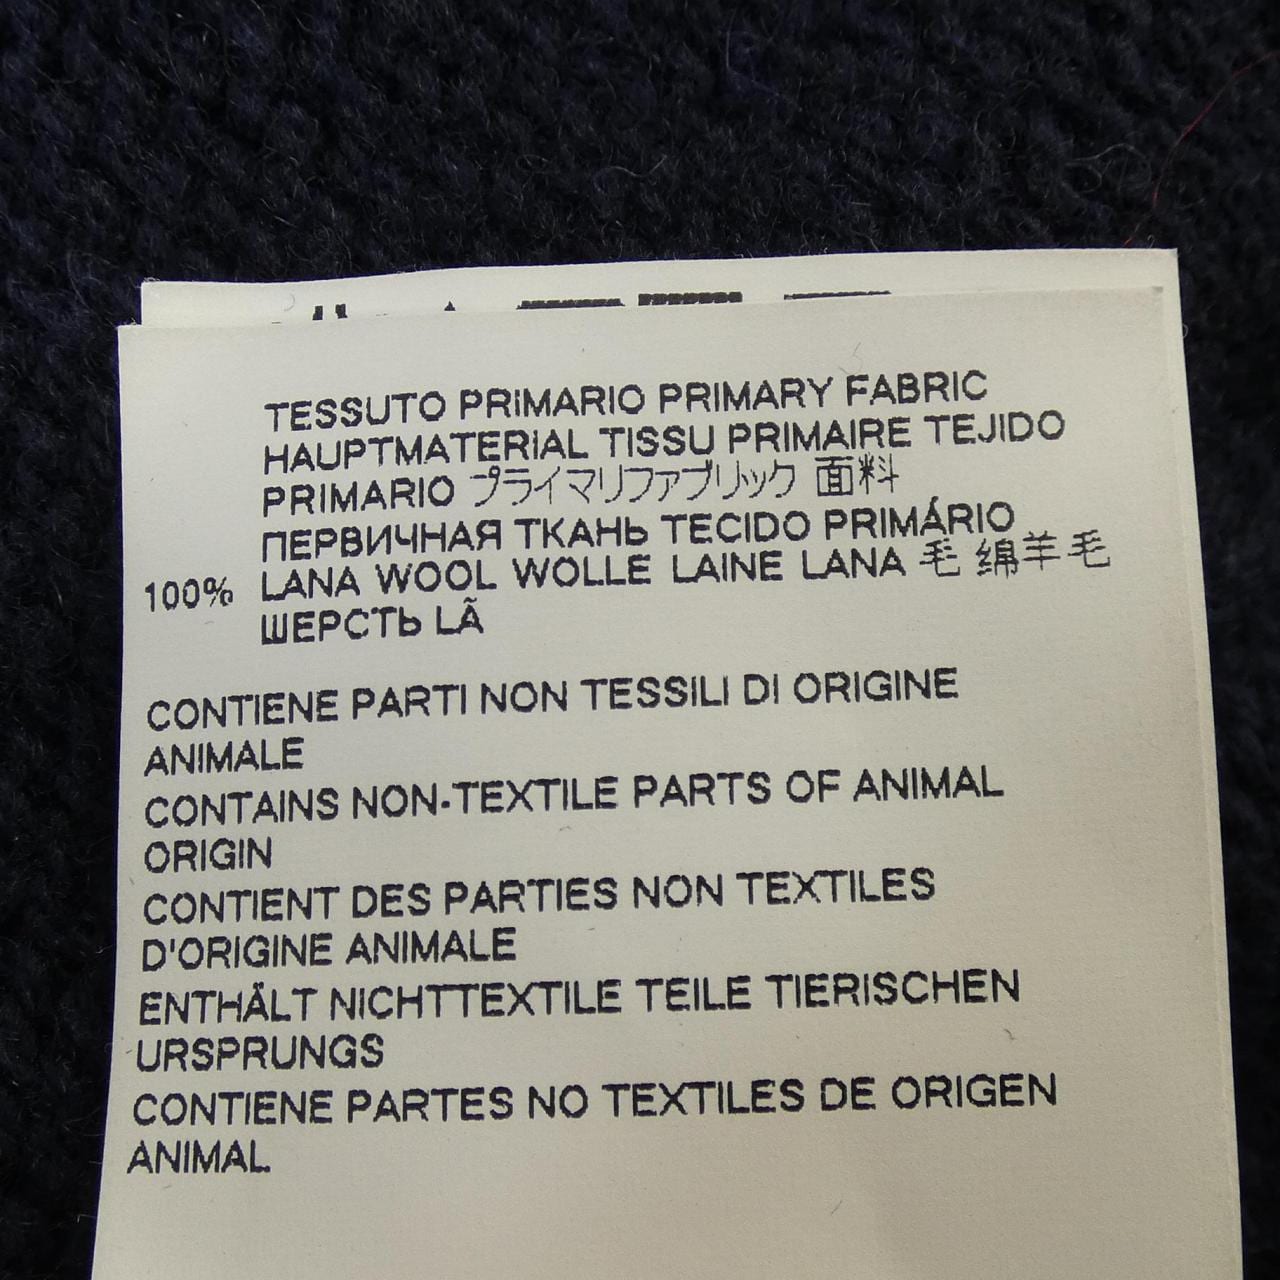 TESSUTO PRIMARIO PRIMARY FABRIC
HAUPTMATERIAL TISSU PRIMAIRE TEJIDO
PRIMARIO プライマリファブリック 面料
ПЕРВИЧНАЯ ТКАНЬ TECIDO PRIMÁRIO
100% LANA WOOL WOLLE LAINE LANA 毛 绵羊毛
ШЕРСТЬ LÃ
CONTIENE PARTI NON TESSILI DI ORIGINE
ANIMALE
CONTAINS NON-TEXTILE PARTS OF ANIMAL
ORIGIN
CONTIENT DES PARTIES NON TEXTILES
D'ORIGINE ANIMALE
ENTHÄLT NICHTTEXTILE TEILE TIERISCHEN
URSPRUNGS
CONTIENE PARTES NO TEXTILES DE ORIGEN
ANIMAL.